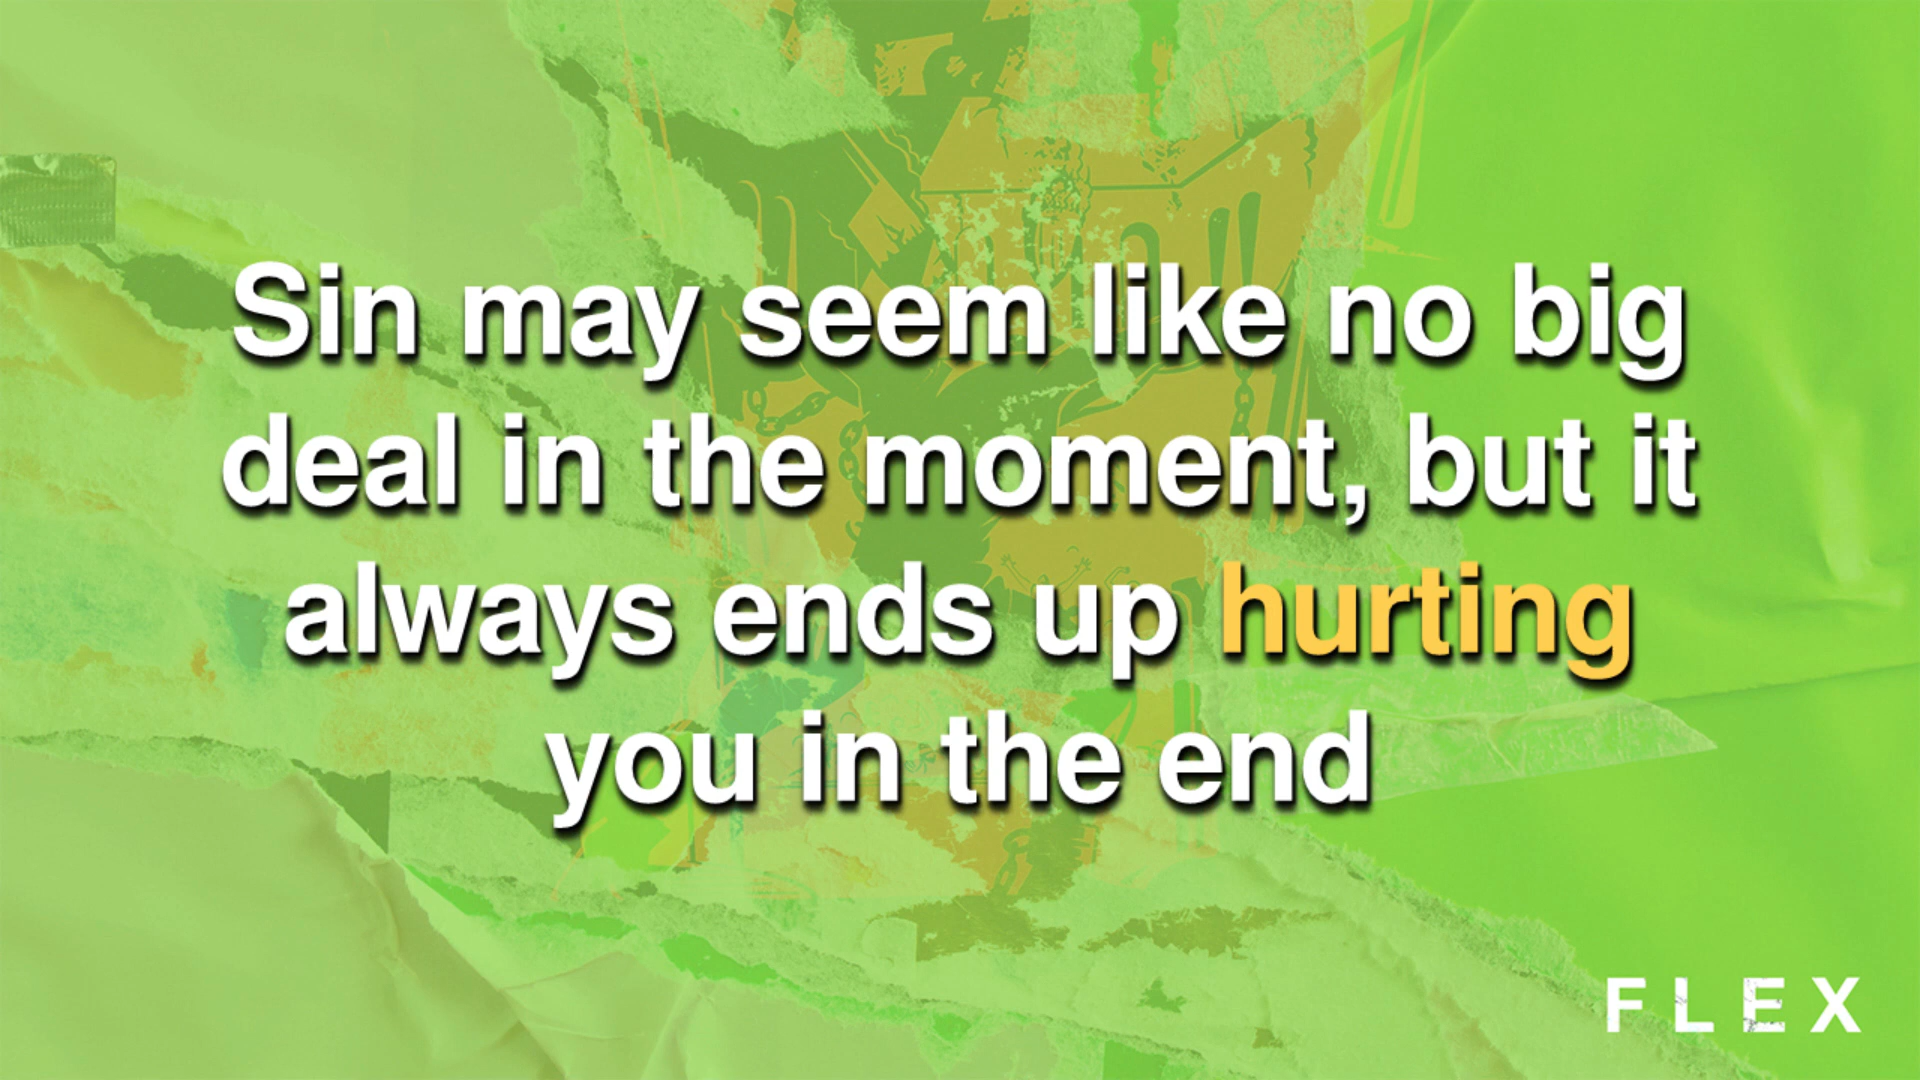 Sin may seem like no big
deal in the moment, but it
always ends up hurting
you in the end
FLEX